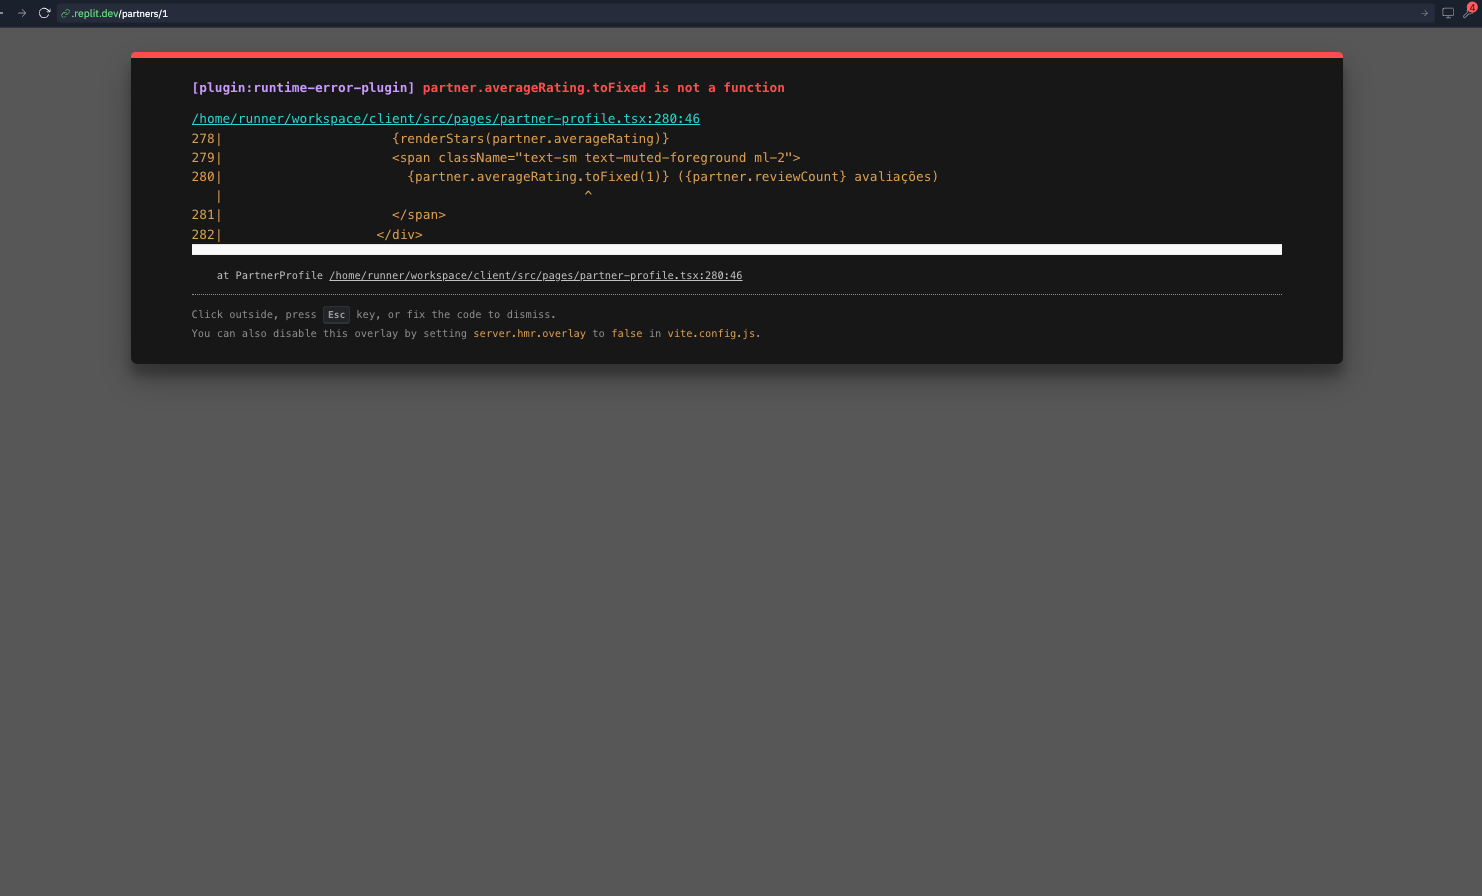 .replit.dev/partners/1
4
[plugin:runtime-error-plugin] partner.averageRating.toFixed is not a function
/home/runner/workspace/client/src/pages/partner-profile.tsx:280:46
278|                      {renderStars(partner.averageRating)}
279|                      <span className="text-sm text-muted-foreground ml-2">
280|                        {partner.averageRating.toFixed(1)} ({partner.reviewCount} avaliações)
   |                                               ^
281|                      </span>
282|                    </div>
at PartnerProfile /home/runner/workspace/client/src/pages/partner-profile.tsx:280:46
Click outside, press Esc key, or fix the code to dismiss.
You can also disable this overlay by setting server.hmr.overlay to false in vite.config.js.